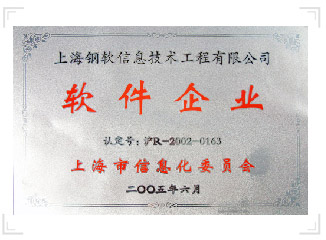 上海钢软信息技术工程有限公司
软件企业
认定号：沪R-2002-0163
上海市信息化委员会
二〇〇五年六月